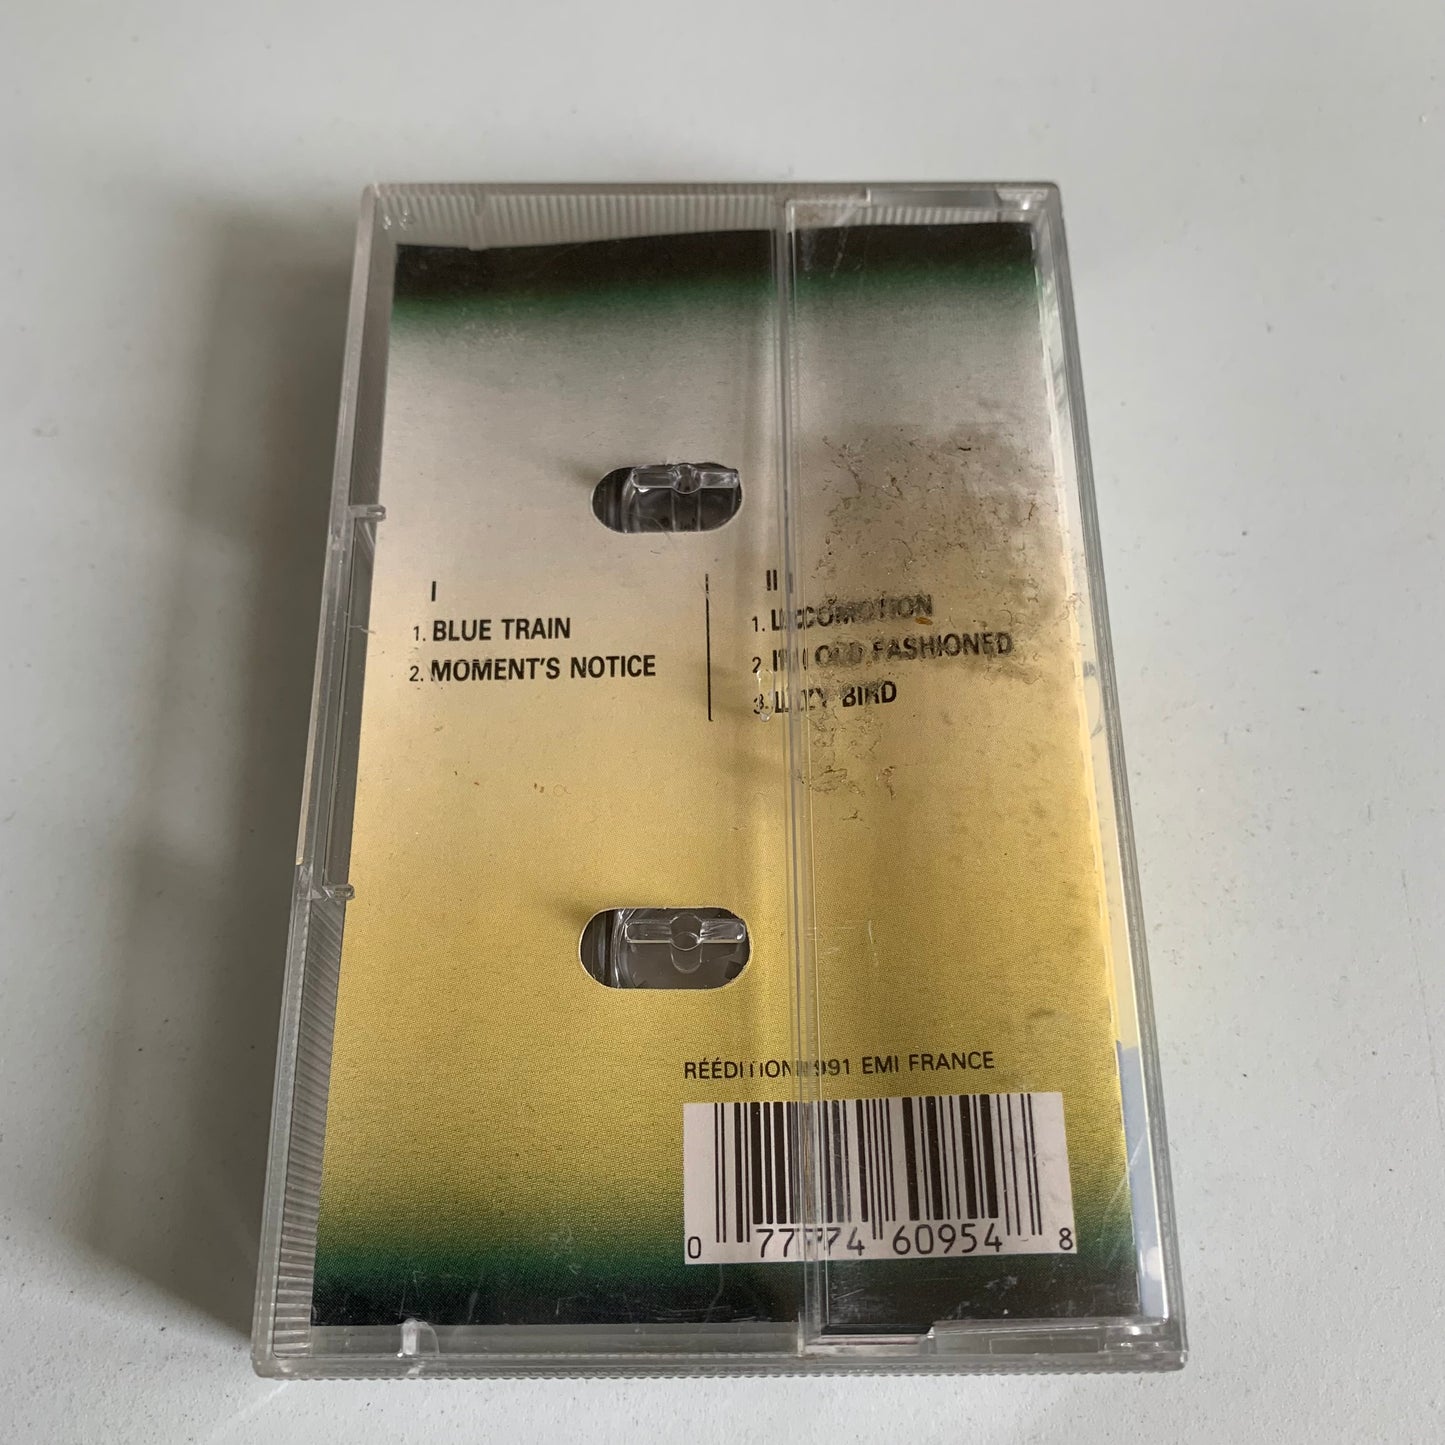 I
1. BLUE TRAIN
2. MOMENT'S NOTICE
II
1. LOCOMOTION
2. I'M OLD FASHIONED
3. LAZY BIRD
RÉÉDITION 1991 EMI FRANCE
0 77774 60954 8